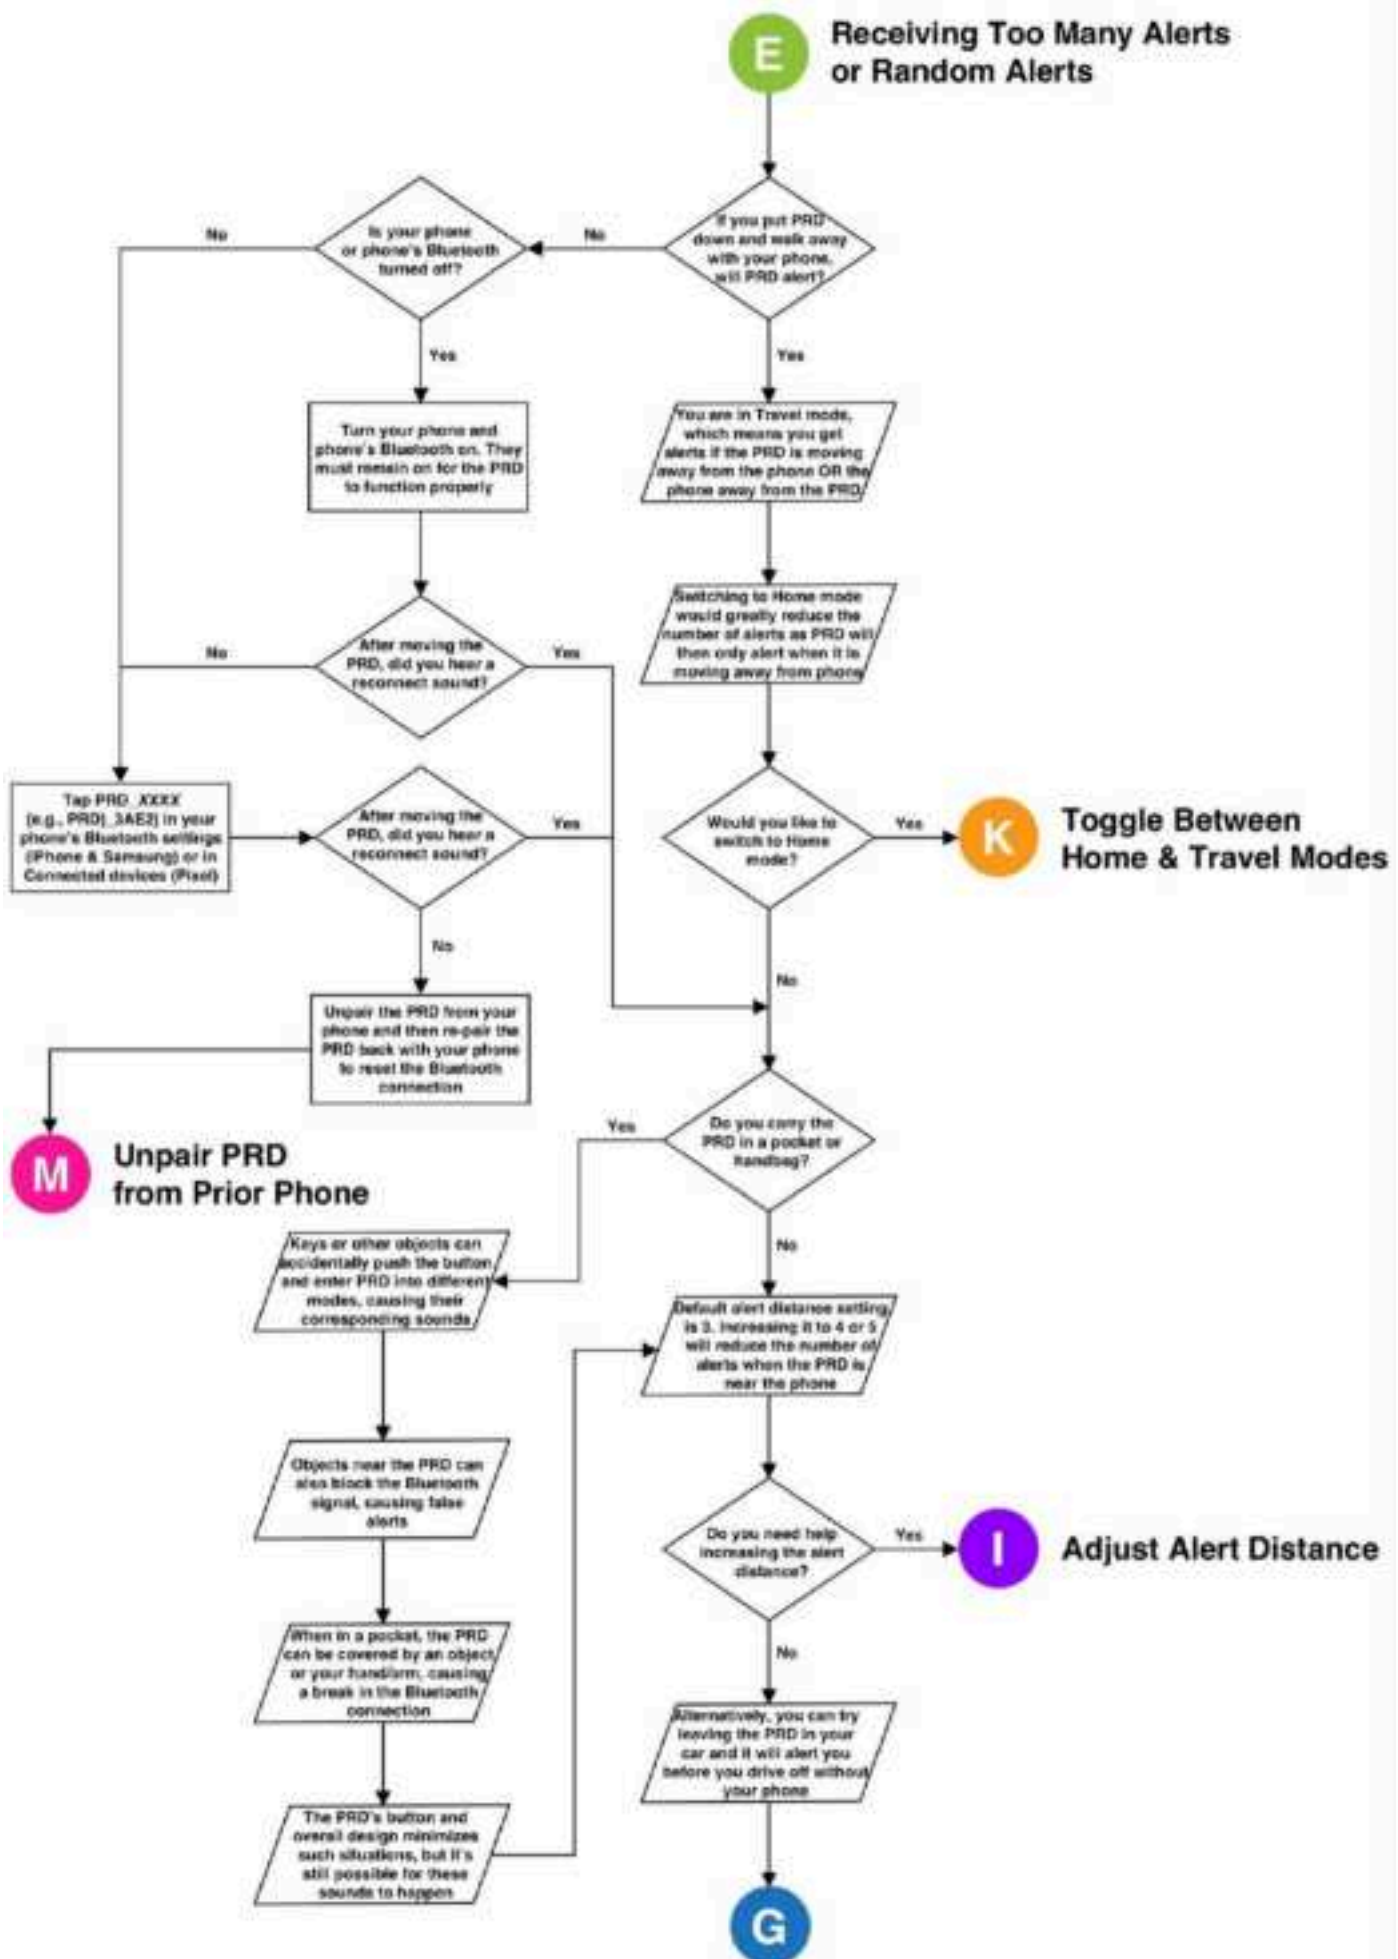 E
Receiving Too Many Alerts
or Random Alerts
If you put PRD
down and walk away
with your phone,
will PRD alert?
No
Yes
Is your phone
or phone's Bluetooth
turned off?
No
Yes
Turn your phone and
phone's Bluetooth on. They
must remain on for the PRD
to function properly
You are in Travel mode,
which means you get
alerts if the PRD is moving
away from the phone OR the
phone away from the PRD
Switching to Home mode
would greatly reduce the
number of alerts as PRD will
then only alert when it is
moving away from phone
After moving the
PRD, did you hear a
reconnect sound?
No
Yes
Tap PRD_XXXX
(e.g., PRD(_3AE2) in your
phone's Bluetooth settings
(iPhone & Samsung) or in
Connected devices (Pixel)
After moving the
PRD, did you hear a
reconnect sound?
Yes
No
Would you like to
switch to Home
mode?
Yes
No
K
Toggle Between
Home & Travel Modes
Unpair the PRD from your
phone and then re-pair the
PRD back with your phone
to reset the Bluetooth
connection
M
Unpair PRD
from Prior Phone
Do you carry the
PRD in a pocket or
handbag?
Yes
No
Keys or other objects can
accidentally push the button
and enter PRD into different
modes, causing their
corresponding sounds
Default alert distance setting
is 3. Increasing it to 4 or 5
will reduce the number of
alerts when the PRD is
near the phone
Objects near the PRD can
also block the Bluetooth
signal, causing false
alerts
Do you need help
increasing the alert
distance?
Yes
No
I
Adjust Alert Distance
When in a pocket, the PRD
can be covered by an object
or your hand/arm, causing
a break in the Bluetooth
connection
Alternatively, you can try
leaving the PRD in your
car and it will alert you
before you drive off without
your phone
The PRD's button and
overall design minimizes
such situations, but it's
still possible for these
sounds to happen
G